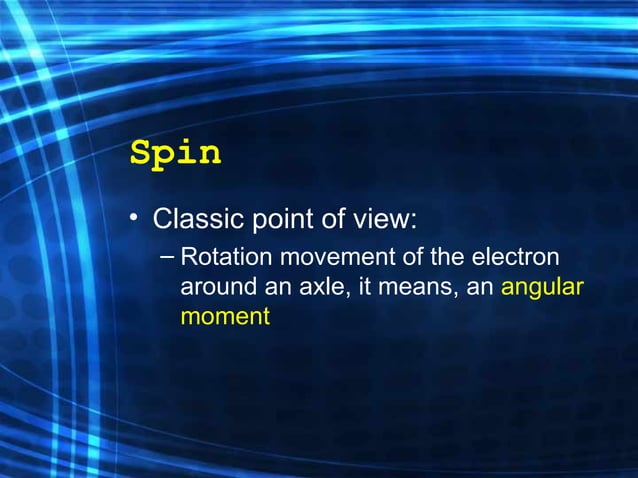 Spin
• Classic point of view:
– Rotation movement of the electron
around an axle, it means, an angular
moment